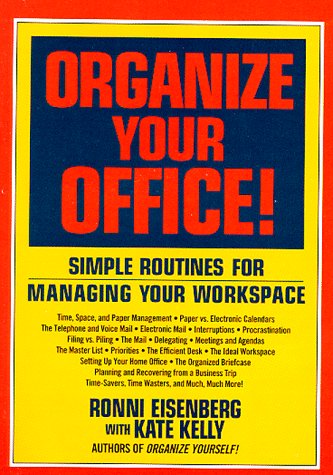 ORGANIZE
YOUR
OFFICE!
SIMPLE ROUTINES FOR
MANAGING YOUR WORKSPACE
Time, Space, and Paper Management • Paper vs. Electronic Calendars
The Telephone and Voice Mail • Electronic Mail • Interruptions • Procrastination
Filing vs. Piling • The Mail • Delegating • Meetings and Agendas
The Master List • Priorities • The Efficient Desk • The Ideal Workspace
Setting Up Your Home Office • The Organized Briefcase
Planning and Recovering from a Business Trip
Time-Savers, Time Wasters, and Much, Much More!
RONNI EISENBERG
WITH KATE KELLY
AUTHORS OF ORGANIZE YOURSELF!